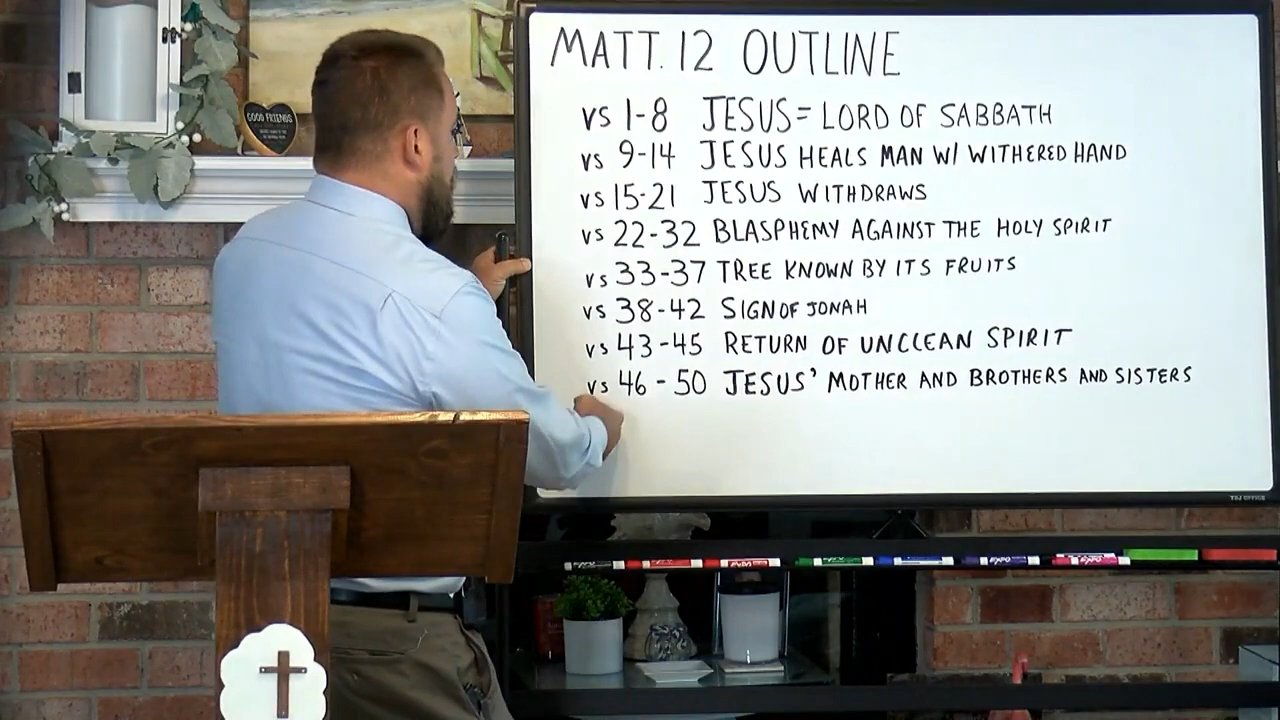 MATT. 12 OUTLINE
vs 1-8 JESUS = LORD OF SABBATH
vs 9-14 JESUS HEALS MAN W/ WITHERED HAND
vs 15-21 JESUS WITHDRAWS
vs 22-32 BLASPHEMY AGAINST THE HOLY SPIRIT
vs 33-37 TREE KNOWN BY ITS FRUITS
vs 38-42 SIGN OF JONAH
vs 43-45 RETURN OF UNCLEAN SPIRIT
vs 46-50 JESUS' MOTHER AND BROTHERS AND SISTERS
GOOD FRIENDS